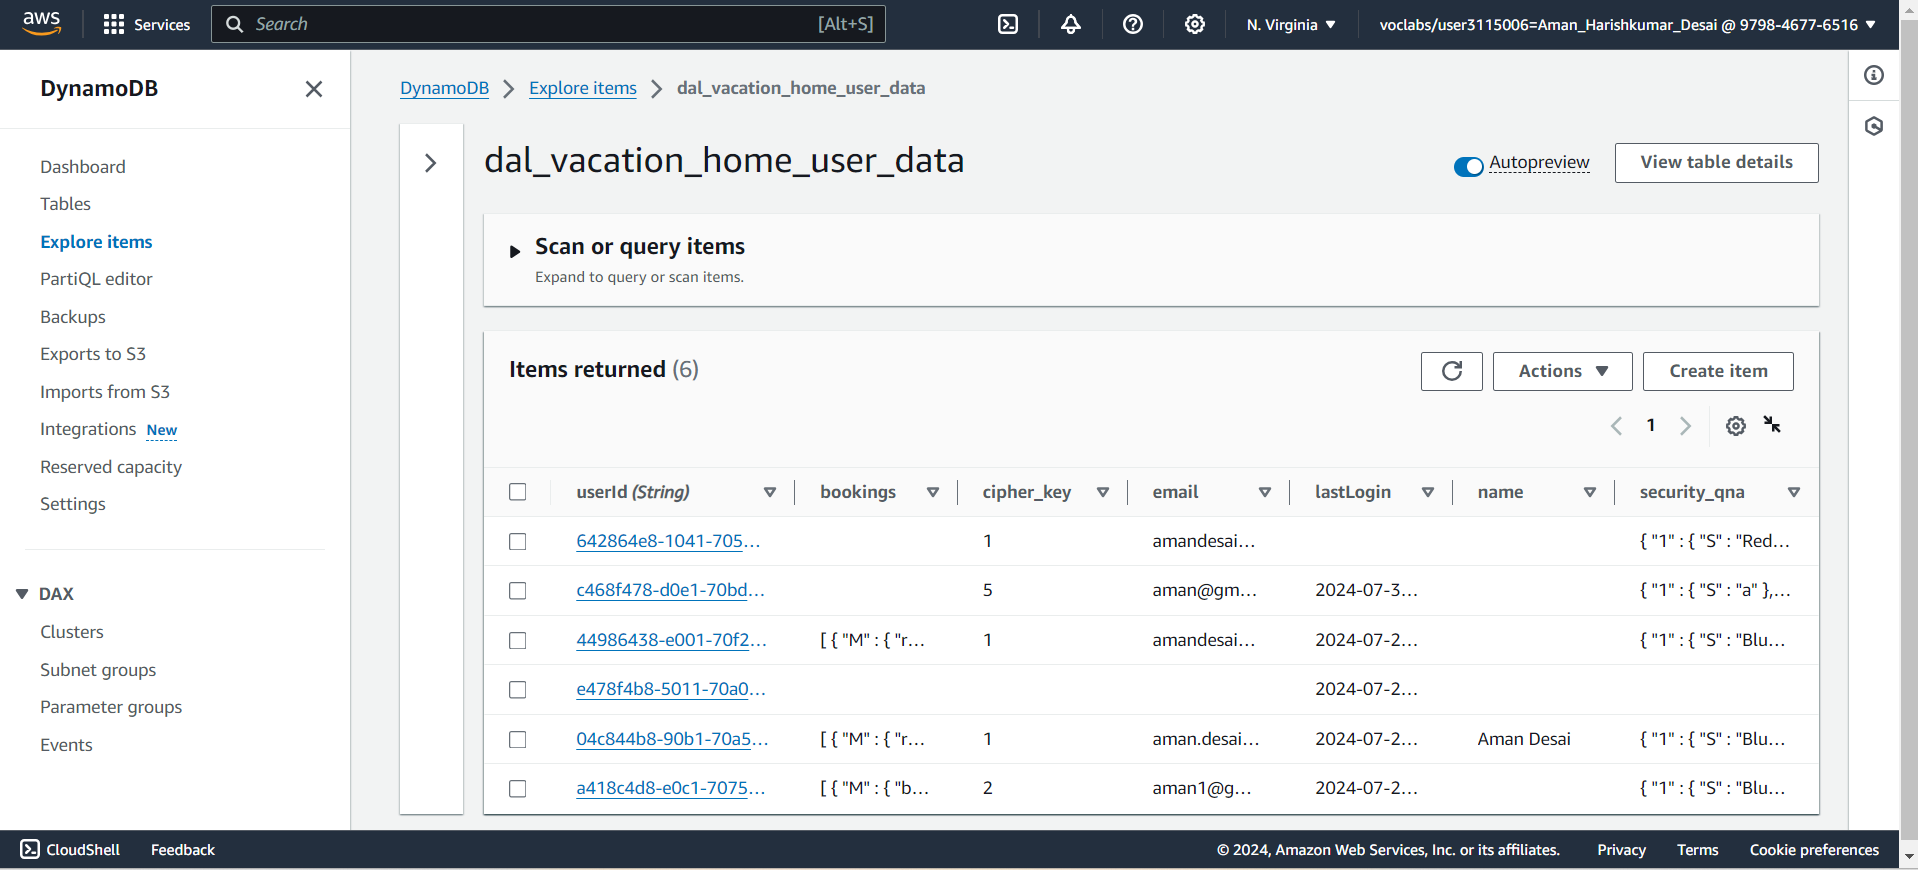 aws Services Search [Alt+S] N. Virginia voclabs/user3115006=Aman_Harishkumar_Desai @ 9798-4677-6516
DynamoDB
Dashboard
Tables
Explore items
PartiQL editor
Backups
Exports to S3
Imports from S3
Integrations New
Reserved capacity
Settings
DAX
Clusters
Subnet groups
Parameter groups
Events
DynamoDB Explore items dal_vacation_home_user_data
dal_vacation_home_user_data
Autopreview View table details
Scan or query items
Expand to query or scan items.
Items returned (6)
Actions Create item
1
userId (String) bookings cipher_key email lastLogin name security_qna
642864e8-1041-705... 1 amandesai... { "1" : { "S" : "Red...
c468f478-d0e1-70bd... 5 aman@gm... 2024-07-3... { "1" : { "S" : "a" },...
44986438-e001-70f2... [ { "M" : { "r... 1 amandesai... 2024-07-2... { "1" : { "S" : "Blu...
e478f4b8-5011-70a0... 2024-07-2...
04c844b8-90b1-70a5... [ { "M" : { "r... 1 aman.desai... 2024-07-2... Aman Desai { "1" : { "S" : "Blu...
a418c4d8-e0c1-7075... [ { "M" : { "b... 2 aman1@g... 2024-07-2... { "1" : { "S" : "Blu...
CloudShell Feedback © 2024, Amazon Web Services, Inc. or its affiliates. Privacy Terms Cookie preferences